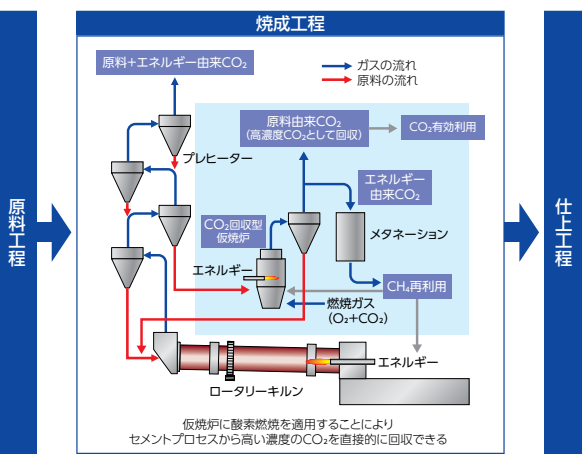 焼成工程
原料工程
仕上工程
原料+エネルギー由来CO₂
ガスの流れ
原料の流れ
プレヒーター
原料由来CO₂
(高濃度CO₂として回収)
CO₂有効利用
エネルギー
由来CO₂
CO₂回収型
仮焼炉
メタネーション
エネルギー
CH₄再利用
燃焼ガス
(O₂+CO₂)
エネルギー
ロータリーキルン
仮焼炉に酸素燃焼を適用することにより
セメントプロセスから高い濃度のCO₂を直接的に回収できる